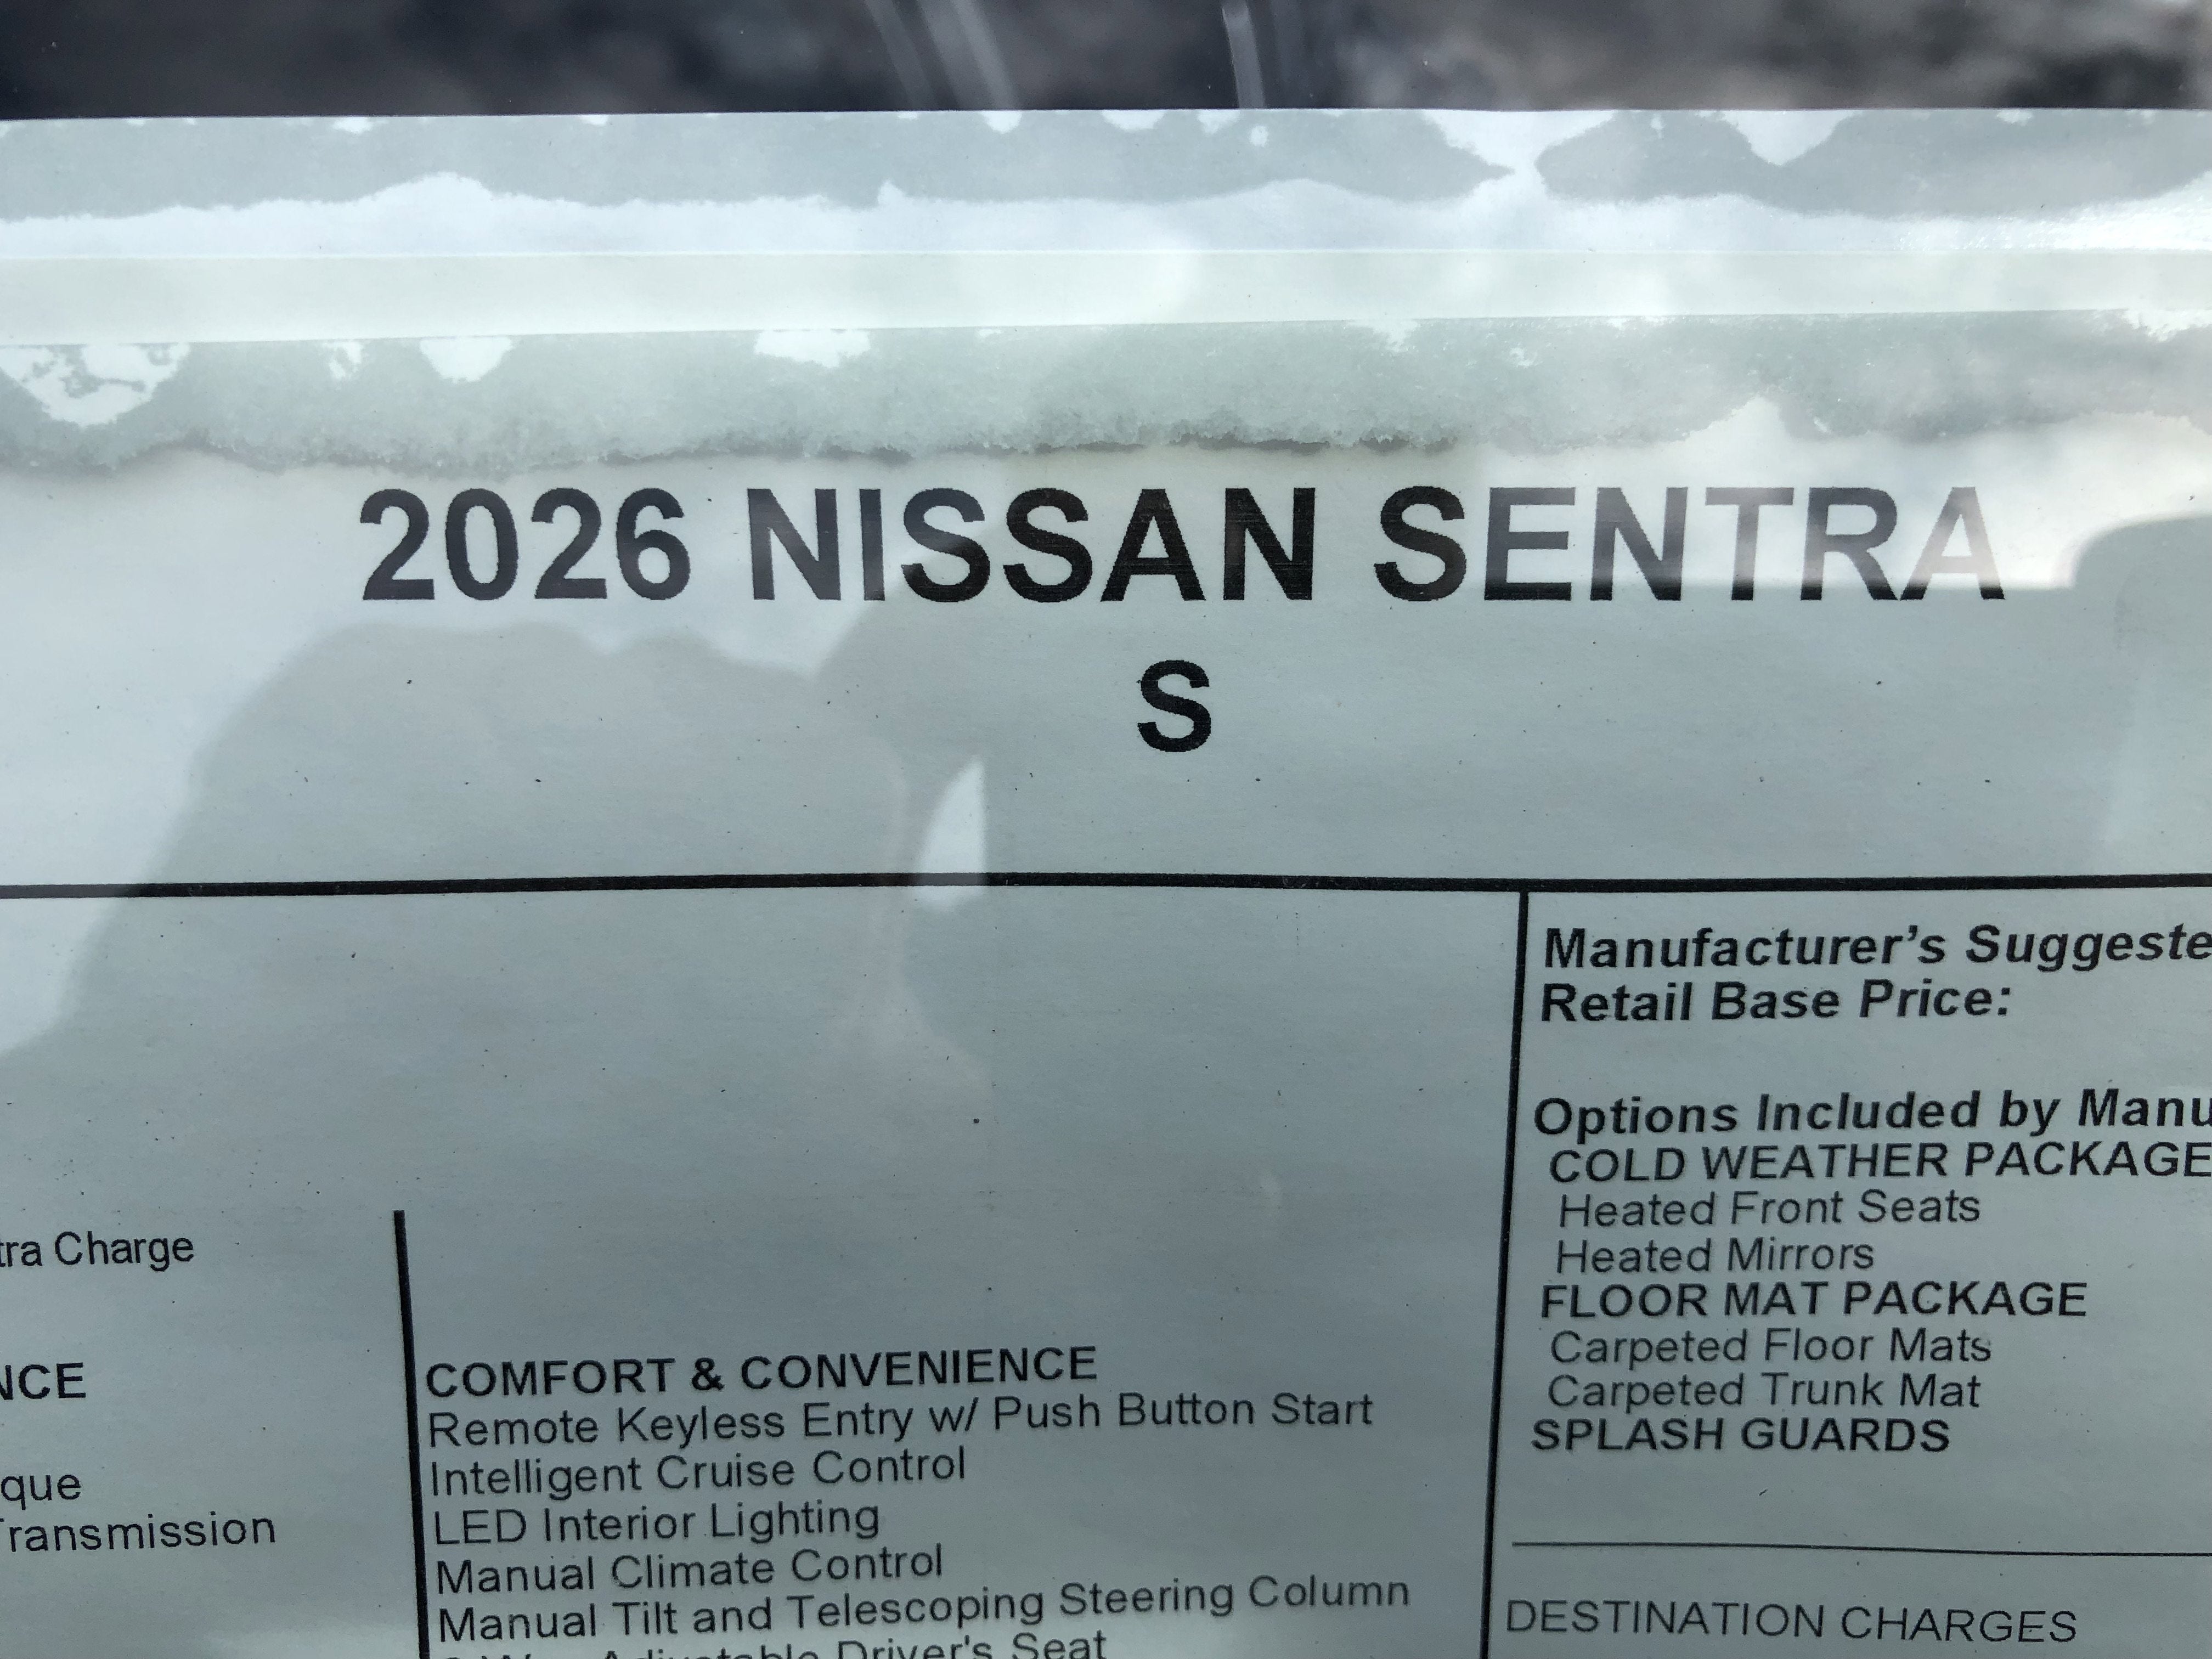 2026 NISSAN SENTRA
S
Manufacturer's Suggeste
Retail Base Price:
Options Included by Manu
COLD WEATHER PACKAGE
Heated Front Seats
Heated Mirrors
FLOOR MAT PACKAGE
Carpeted Floor Mats
Carpeted Trunk Mat
SPLASH GUARDS
DESTINATION CHARGES
tra Charge
NCE
que
Transmission
COMFORT & CONVENIENCE
Remote Keyless Entry w/ Push Button Start
Intelligent Cruise Control
LED Interior Lighting
Manual Climate Control
Manual Tilt and Telescoping Steering Column
Adjustable Driver's Seat